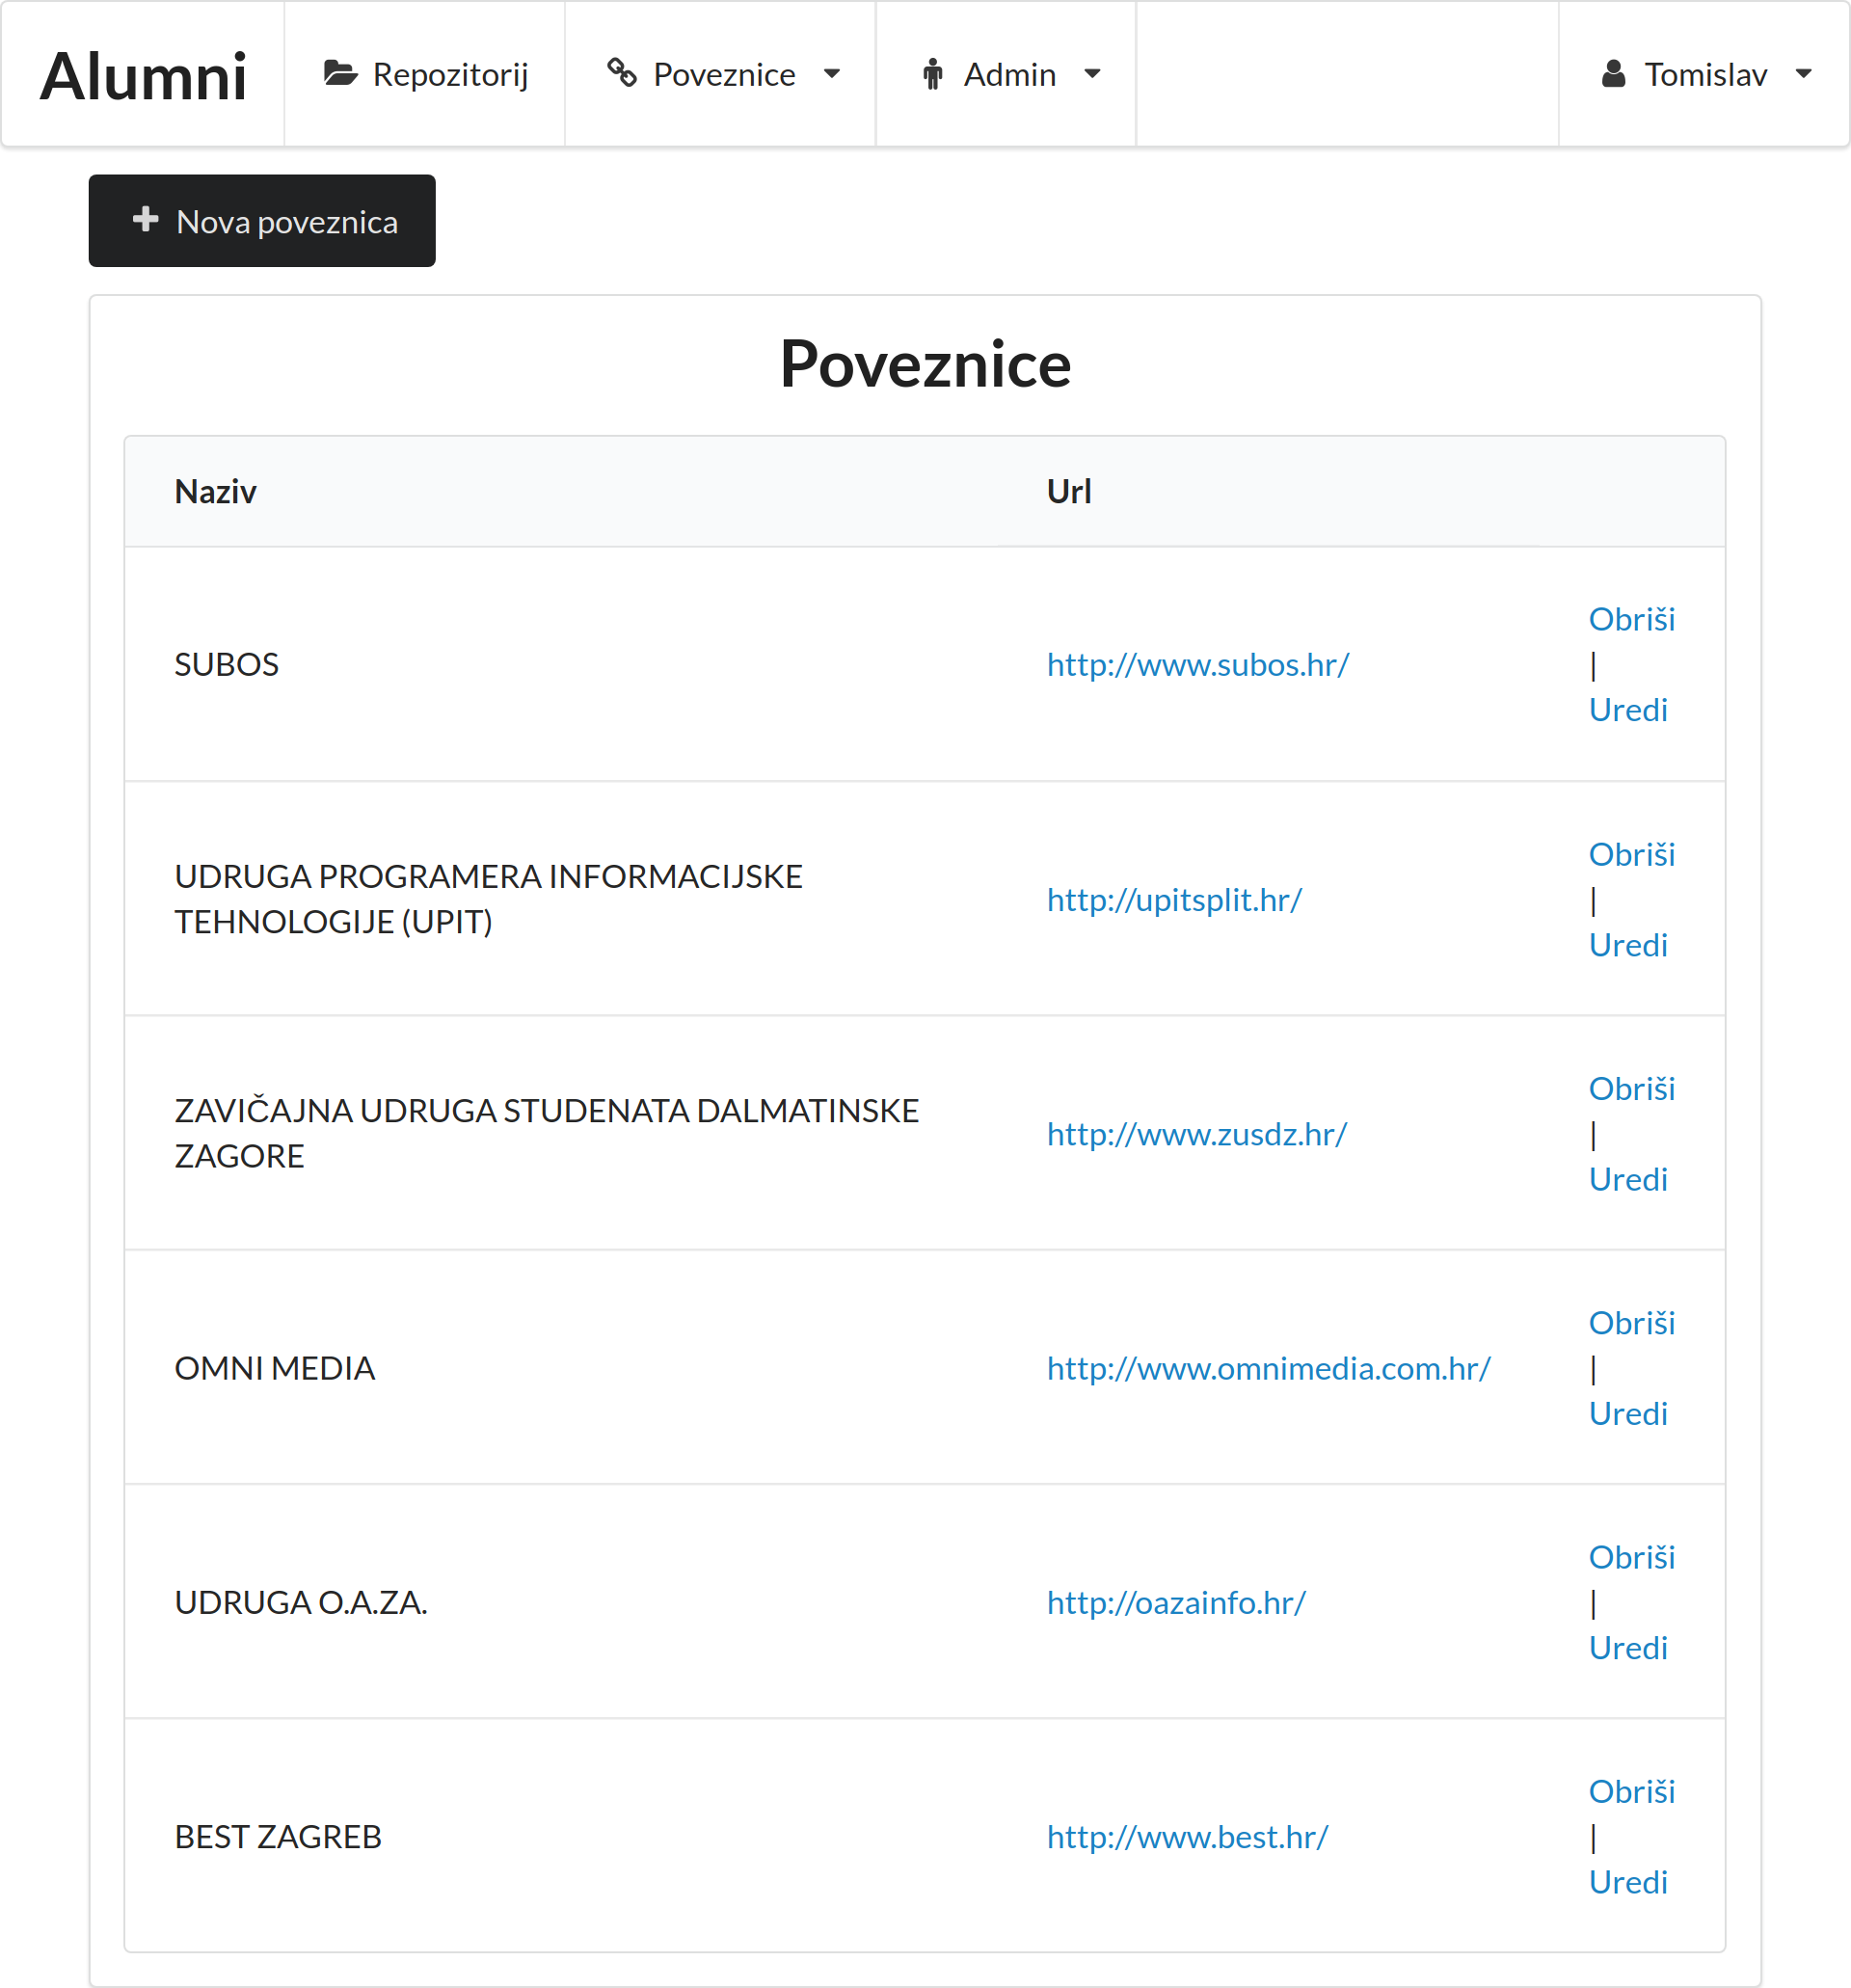 Alumni Repozitorij Poveznice Admin Tomislav
Nova poveznica
Poveznice
Naziv Url
SUBOS http://www.subos.hr/ Obriši
|
Uredi
UDRUGA PROGRAMERA INFORMACIJSKE
TEHNOLOGIJE (UPIT) http://upitsplit.hr/ Obriši
|
Uredi
ZAVIČAJNA UDRUGA STUDENATA DALMATINSKE
ZAGORE http://www.zusdz.hr/ Obriši
|
Uredi
OMNI MEDIA http://www.omnimedia.com.hr/ Obriši
|
Uredi
UDRUGA O.A.ZA. http://oazainfo.hr/ Obriši
|
Uredi
BEST ZAGREB http://www.best.hr/ Obriši
|
Uredi